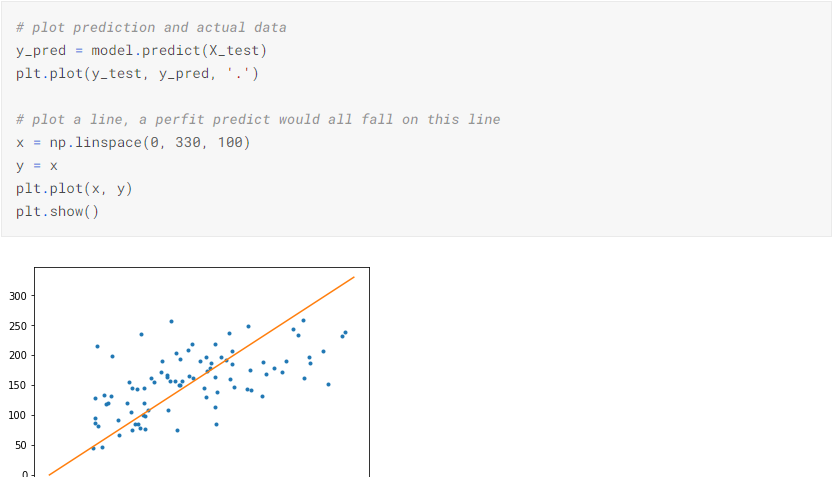 # plot prediction and actual data
y_pred = model.predict(X_test)
plt.plot(y_test, y_pred, '.')
# plot a line, a perfit predict would all fall on this line
x = np.linspace(0, 330, 100)
y = x
plt.plot(x, y)
plt.show()
300
250
200
150
100
50
0